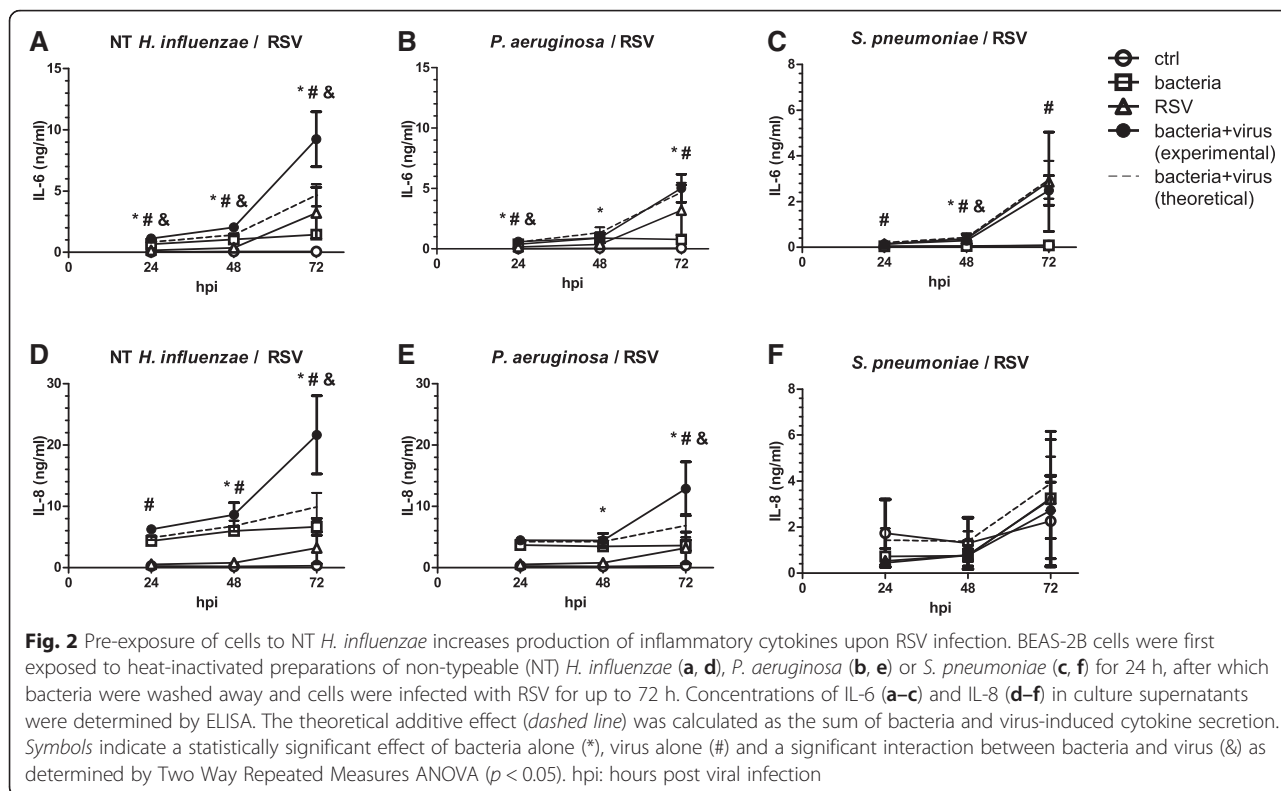 A
NT H. influenzae / RSV
15
10
5
0
IL-6 (ng/ml)
* # &
* # &
* # &
0 24 48 72
hpi
B
P. aeruginosa / RSV
15
10
5
0
IL-6 (ng/ml)
* # &
*
* #
0 24 48 72
hpi
C
S. pneumoniae / RSV
8
6
4
2
0
IL-6 (ng/ml)
#
* # &
#
0 24 48 72
hpi
ctrl
bacteria
RSV
bacteria+virus
(experimental)
bacteria+virus
(theoretical)
D
NT H. influenzae / RSV
30
20
10
0
IL-8 (ng/ml)
#
* #
* # &
0 24 48 72
hpi
E
P. aeruginosa / RSV
30
20
10
0
IL-8 (ng/ml)
*
* # &
0 24 48 72
hpi
F
S. pneumoniae / RSV
8
6
4
2
0
IL-8 (ng/ml)
0 24 48 72
hpi
Fig. 2 Pre-exposure of cells to NT H. influenzae increases production of inflammatory cytokines upon RSV infection. BEAS-2B cells were first
exposed to heat-inactivated preparations of non-typeable (NT) H. influenzae (a, d), P. aeruginosa (b, e) or S. pneumoniae (c, f) for 24 h, after which
bacteria were washed away and cells were infected with RSV for up to 72 h. Concentrations of IL-6 (a–c) and IL-8 (d–f) in culture supernatants
were determined by ELISA. The theoretical additive effect (dashed line) was calculated as the sum of bacteria and virus-induced cytokine secretion.
Symbols indicate a statistically significant effect of bacteria alone (*), virus alone (#) and a significant interaction between bacteria and virus (&) as
determined by Two Way Repeated Measures ANOVA (p < 0.05). hpi: hours post viral infection